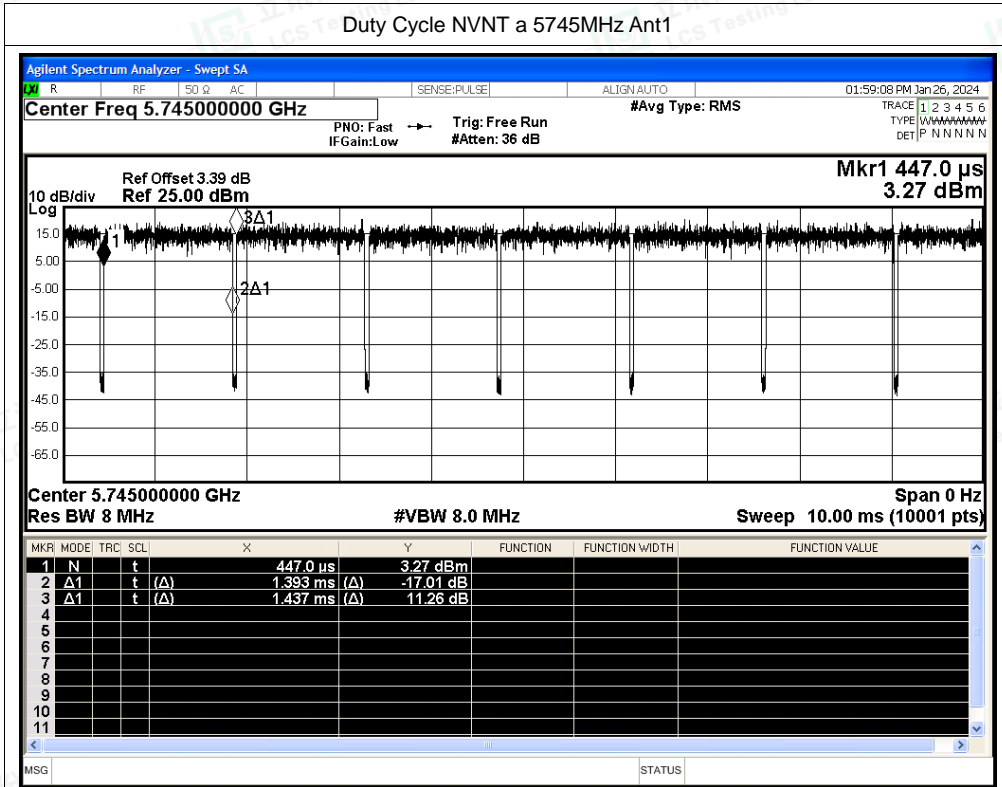 Duty Cycle NVNT a 5745MHz Ant1
Agilent Spectrum Analyzer - Swept SA
LXI R RF 50 Ω AC SENSE:PULSE ALIGN AUTO 01:59:08 PM Jan 26, 2024
Center Freq 5.745000000 GHz #Avg Type: RMS TRACE 1 2 3 4 5 6
PNO: Fast Trig: Free Run TYPE WWWWWW
IFGain:Low #Atten: 36 dB DET P N N N N N
Mkr1 447.0 µs
Ref Offset 3.39 dB
10 dB/div Ref 25.00 dBm 3.27 dBm
Log
3Δ1
15.0
1
5.00
-5.00
2Δ1
-15.0
-25.0
-35.0
-45.0
-55.0
-65.0
Center 5.745000000 GHz Span 0 Hz
Res BW 8 MHz #VBW 8.0 MHz Sweep 10.00 ms (10001 pts)
MKR MODE TRC SCL X Y FUNCTION FUNCTION WIDTH FUNCTION VALUE
1 N t 447.0 µs 3.27 dBm
2 Δ1 t (Δ) 1.393 ms (Δ) -17.01 dB
3 Δ1 t (Δ) 1.437 ms (Δ) 11.26 dB
4
5
6
7
8
9
10
11
MSG STATUS